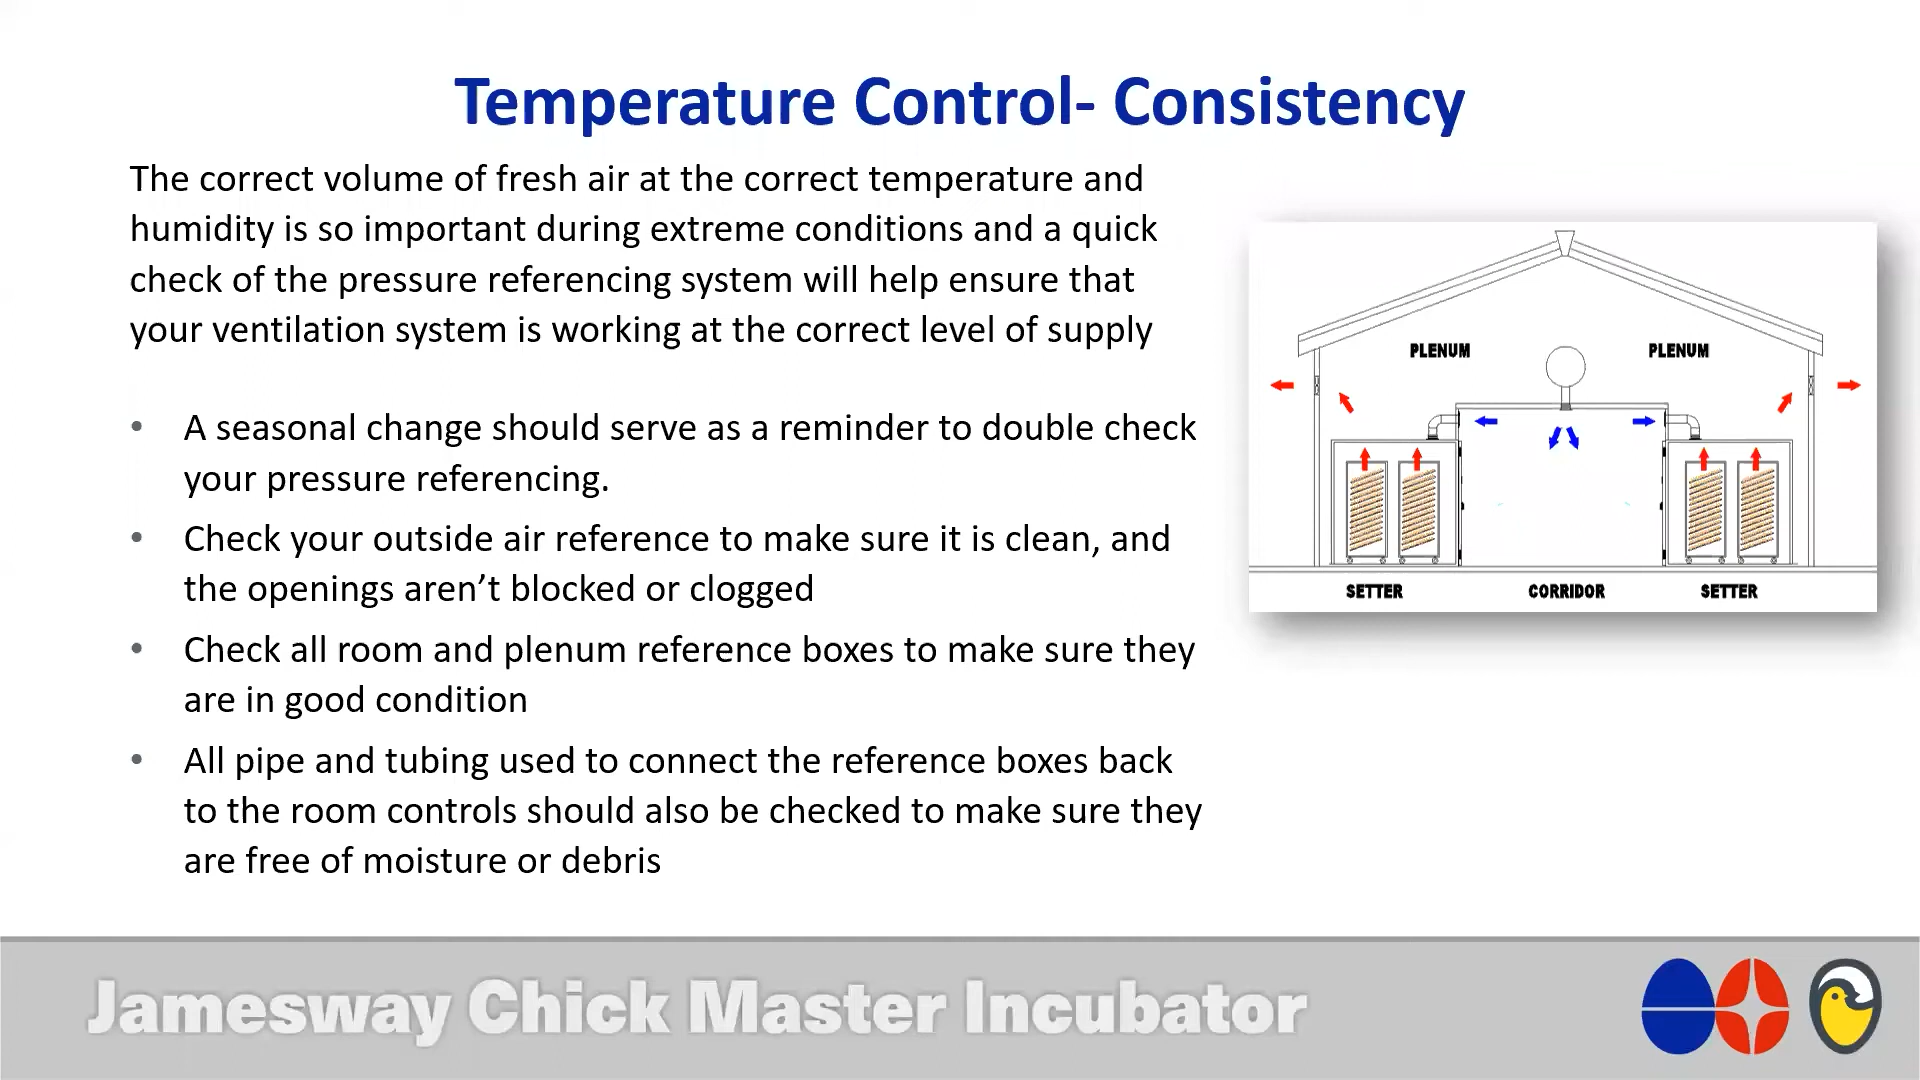 Temperature Control- Consistency
The correct volume of fresh air at the correct temperature and
humidity is so important during extreme conditions and a quick
check of the pressure referencing system will help ensure that
your ventilation system is working at the correct level of supply
• A seasonal change should serve as a reminder to double check
your pressure referencing.
• Check your outside air reference to make sure it is clean, and
the openings aren’t blocked or clogged
• Check all room and plenum reference boxes to make sure they
are in good condition
• All pipe and tubing used to connect the reference boxes back
to the room controls should also be checked to make sure they
are free of moisture or debris
PLENUM PLENUM
SETTER CORRIDOR SETTER
Jamesway Chick Master Incubator